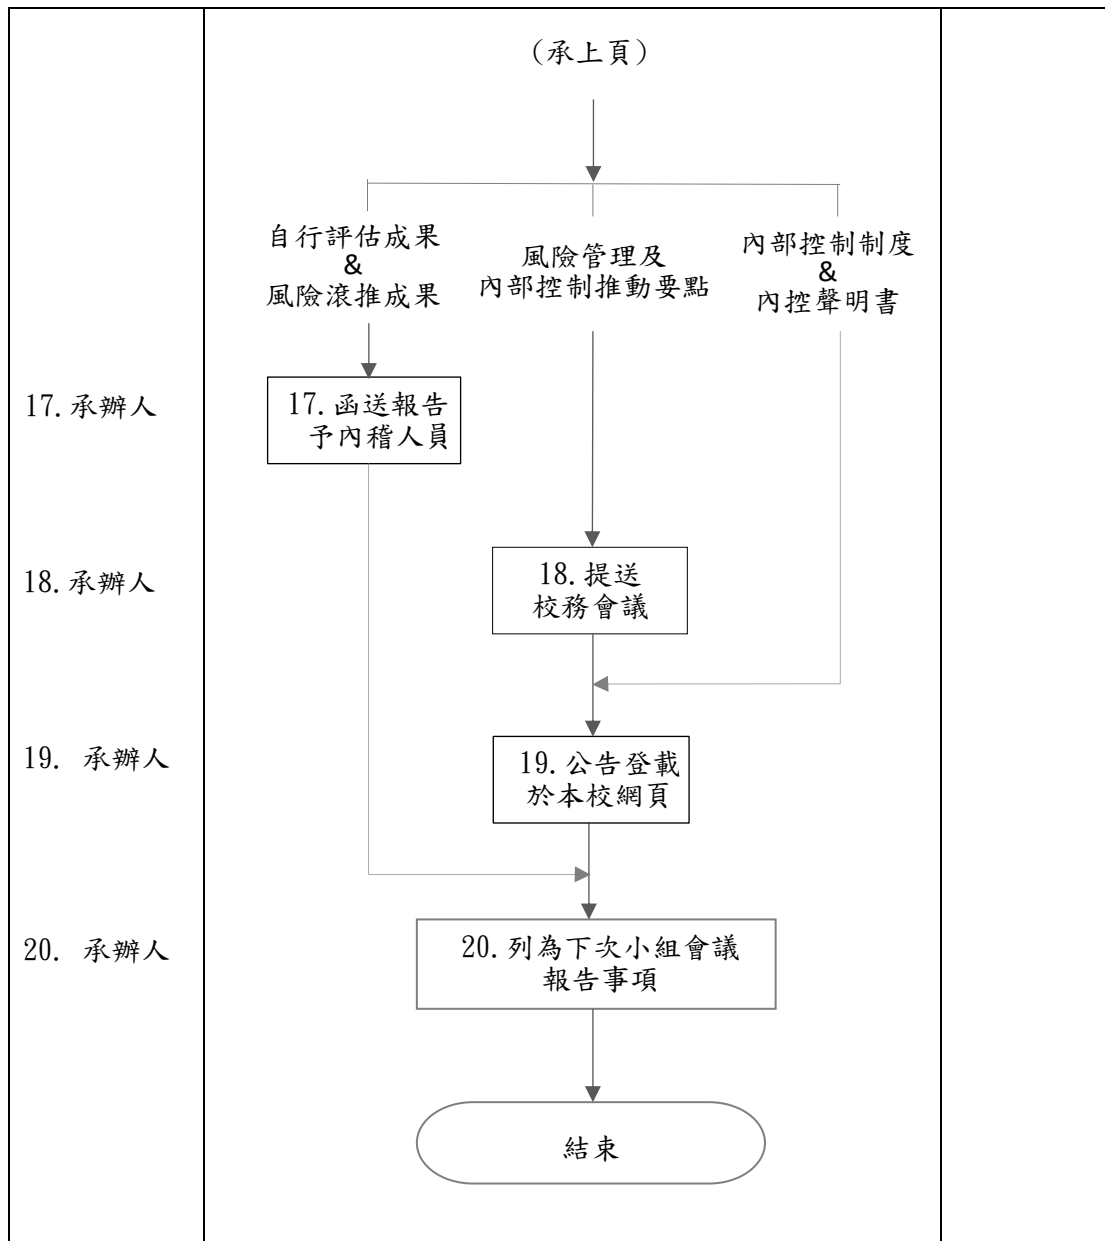 (承上頁)
自行評估成果
&
風險滾推成果
風險管理及
內部控制推動要點
內部控制制度
&
內控聲明書
17.承辦人
17.函送報告
予內稽人員
18.承辦人
18.提送
校務會議
19. 承辦人
19.公告登載
於本校網頁
20. 承辦人
20.列為下次小組會議
報告事項
結束